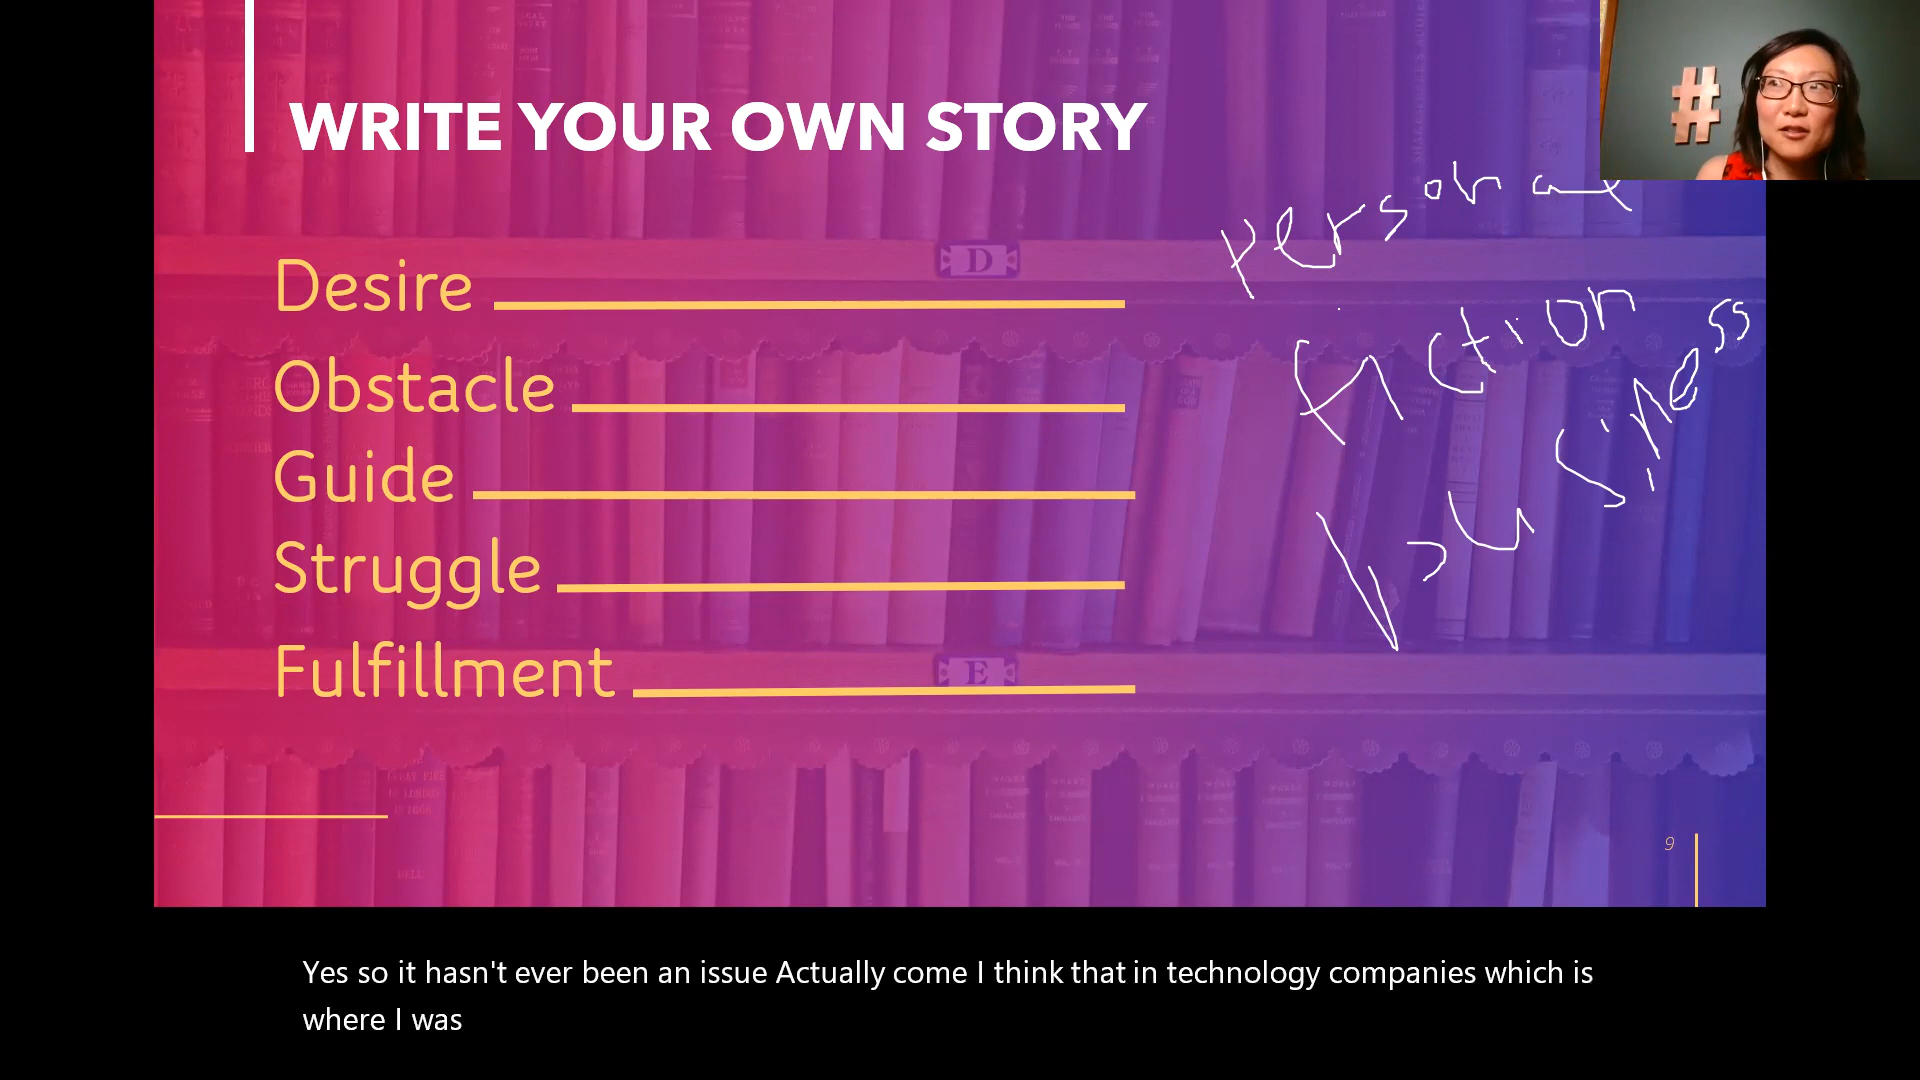 WRITE YOUR OWN STORY
Desire
Obstacle
Guide
Struggle
Fulfillment
personal
fiction
business
D
E
9
#
Yes so it hasn't ever been an issue Actually come I think that in technology companies which is
where I was